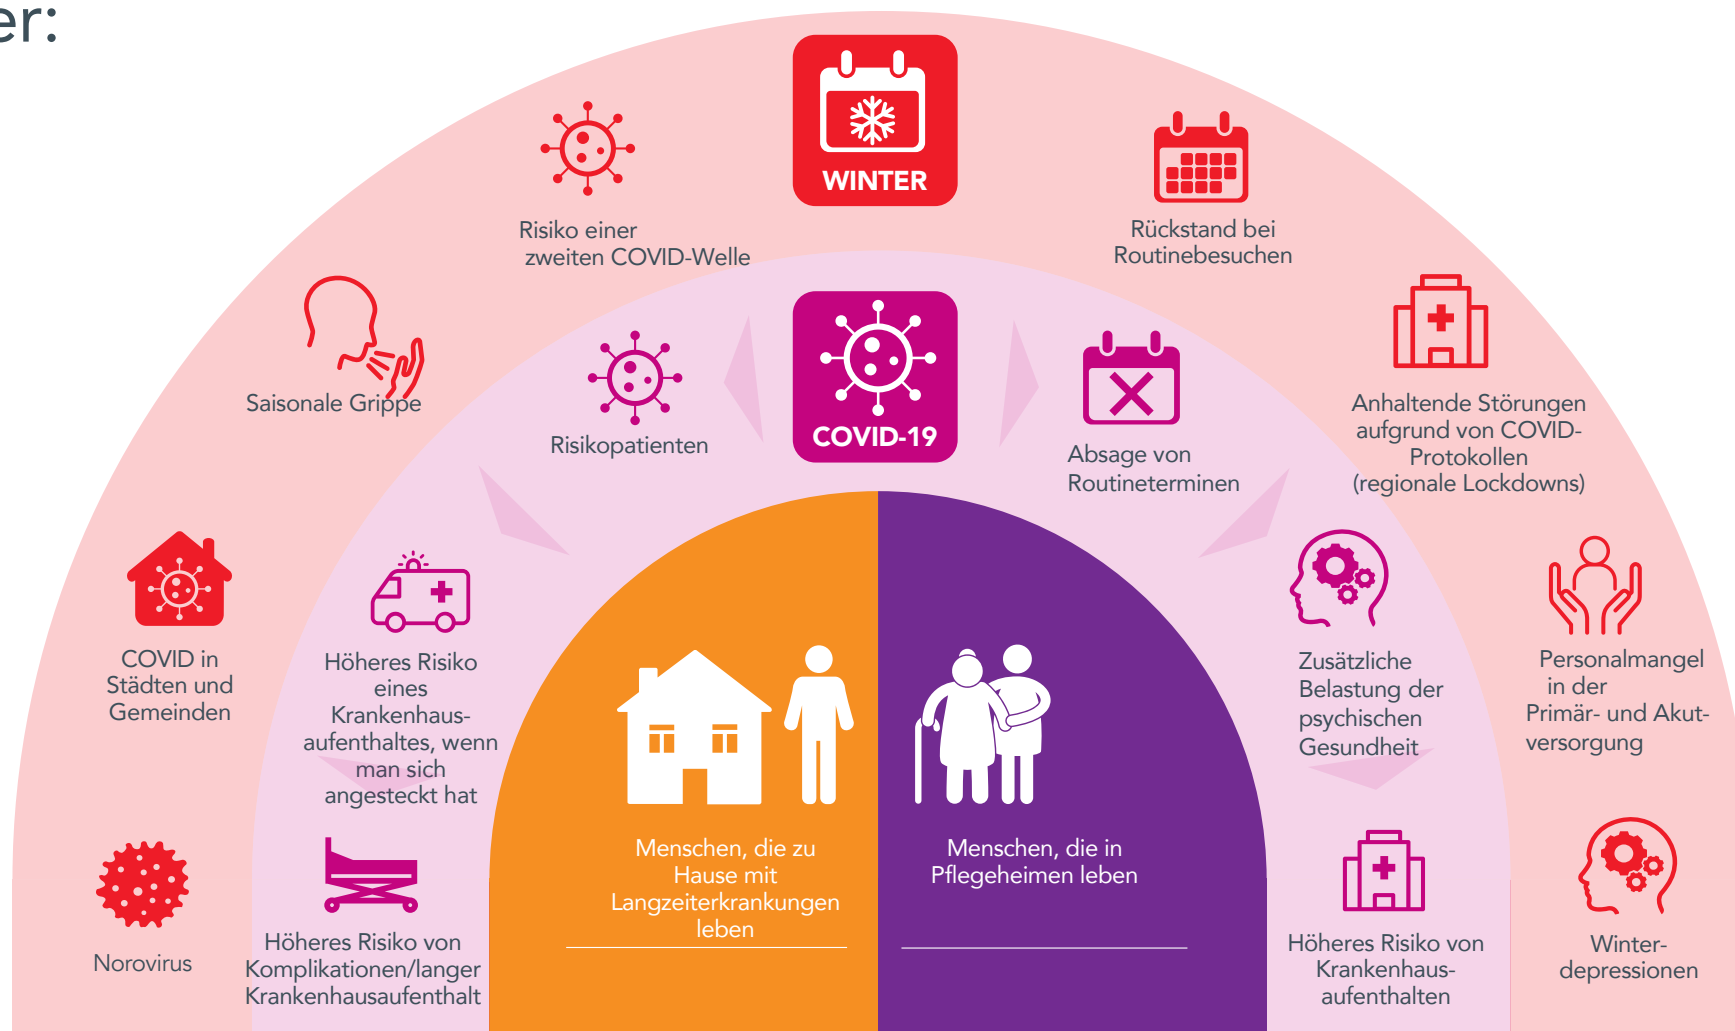 er:
WINTER
Risiko einer
zweiten COVID-Welle
Rückstand bei
Routinebesuchen
Saisonale Grippe
Anhaltende Störungen
aufgrund von COVID-
Protokollen
(regionale Lockdowns)
COVID in
Städten und
Gemeinden
Personalmangel
in der
Primär- und Akut-
versorgung
Norovirus
Winter-
depressionen
COVID-19
Risikopatienten
Absage von
Routineterminen
Höheres Risiko
eines
Krankenhaus-
aufenthaltes, wenn
man sich
angesteckt hat
Zusätzliche
Belastung der
psychischen
Gesundheit
Höheres Risiko von
Komplikationen/langer
Krankenhausaufenthalt
Höheres Risiko von
Krankenhaus-
aufenthalten
Menschen, die zu
Hause mit
Langzeiterkrankungen
leben
Menschen, die in
Pflegeheimen leben